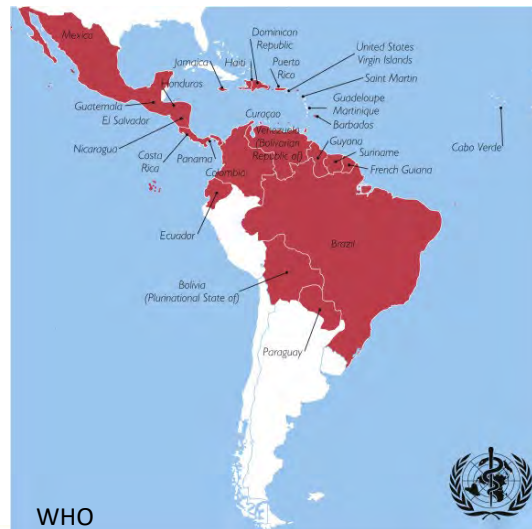 Mexico
Dominican
Republic
Jamaica
Haiti
Puerto
Rico
United States
Virgin Islands
Saint Martin
Honduras
Guatemala
El Salvador
Guadeloupe
Martinique
Barbados
Curaçao
Nicaragua
Costa
Rica
Panama
Venezuela
(Bolivarian
Republic of)
Guyana
Suriname
French Guiana
Colombia
Cabo Verde
Ecuador
Brazil
Bolivia
(Plurinational State of)
Paraguay
WHO